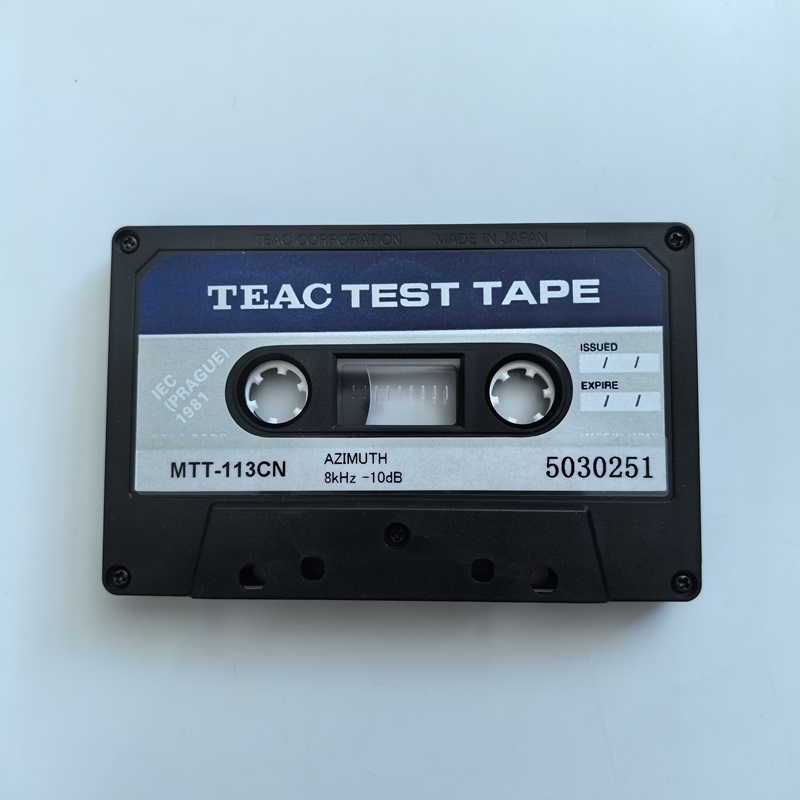 TEAC CORPORATION MADE IN JAPAN
TEAC TEST TAPE
IEC
(PRAGUE)
1981
ISSUED
/ /
EXPIRE
/ /
MTT-113CN
AZIMUTH
8kHz -10dB
5030251